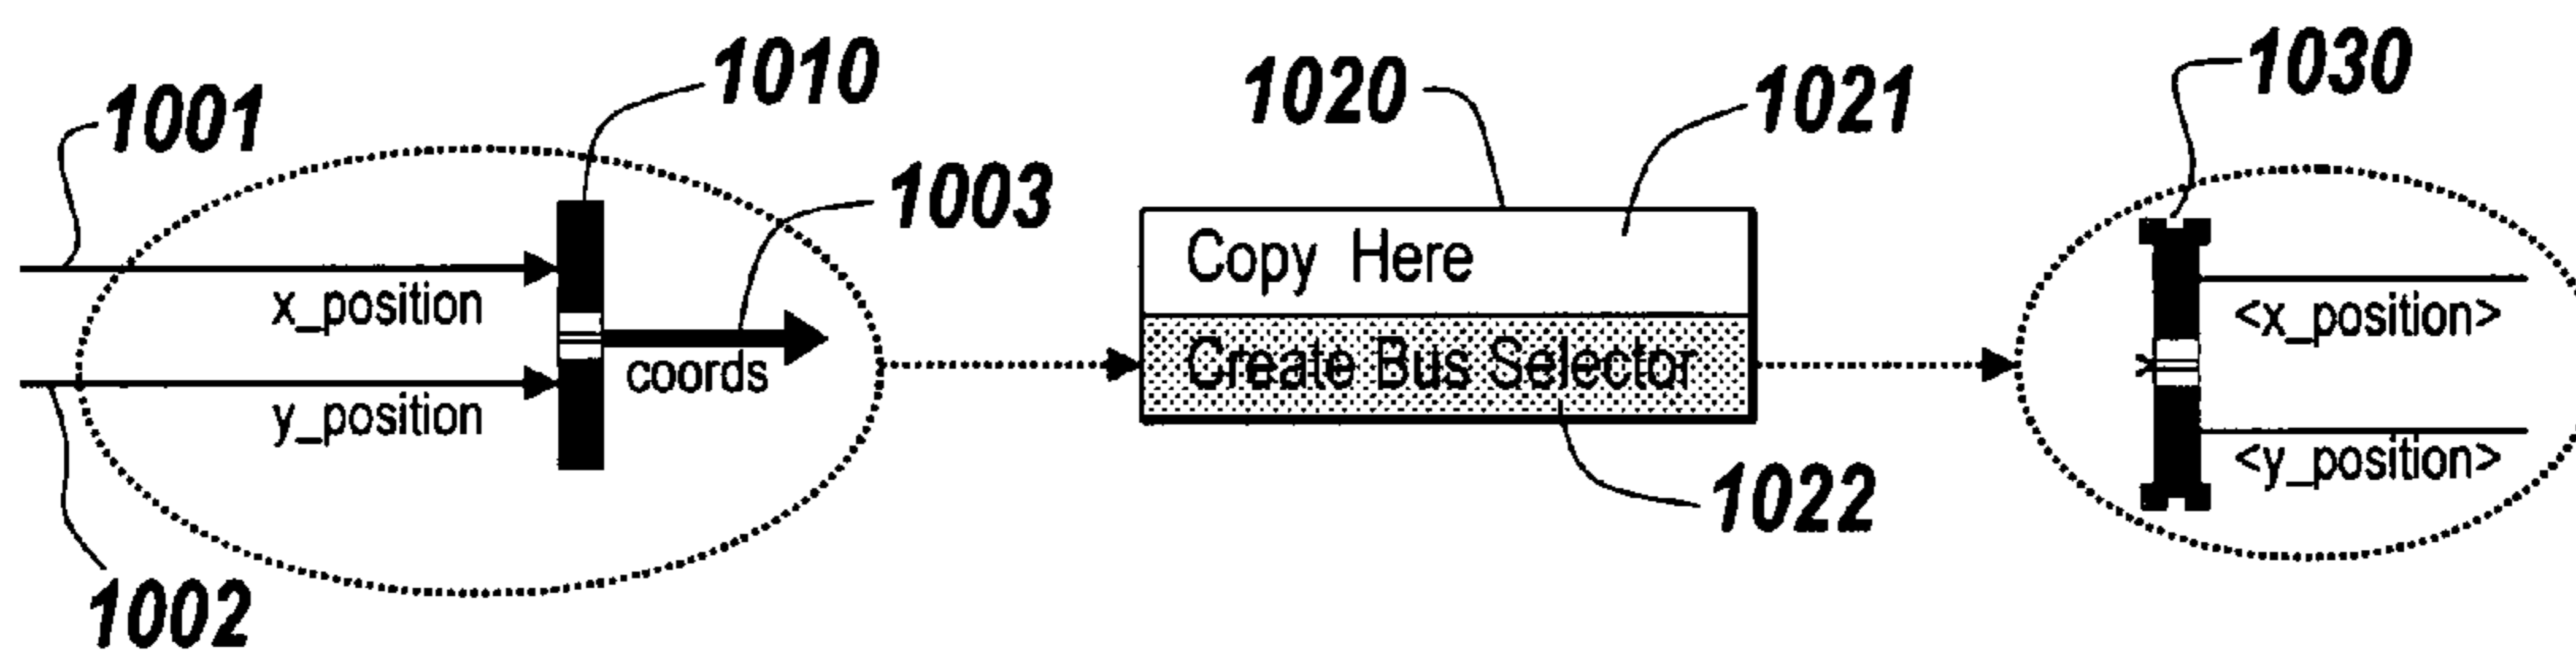 1001
1010
1003
x_position
coords
y_position
1002
1020
1021
Copy Here
Create Bus Selector
1022
1030
<x_position>
<y_position>